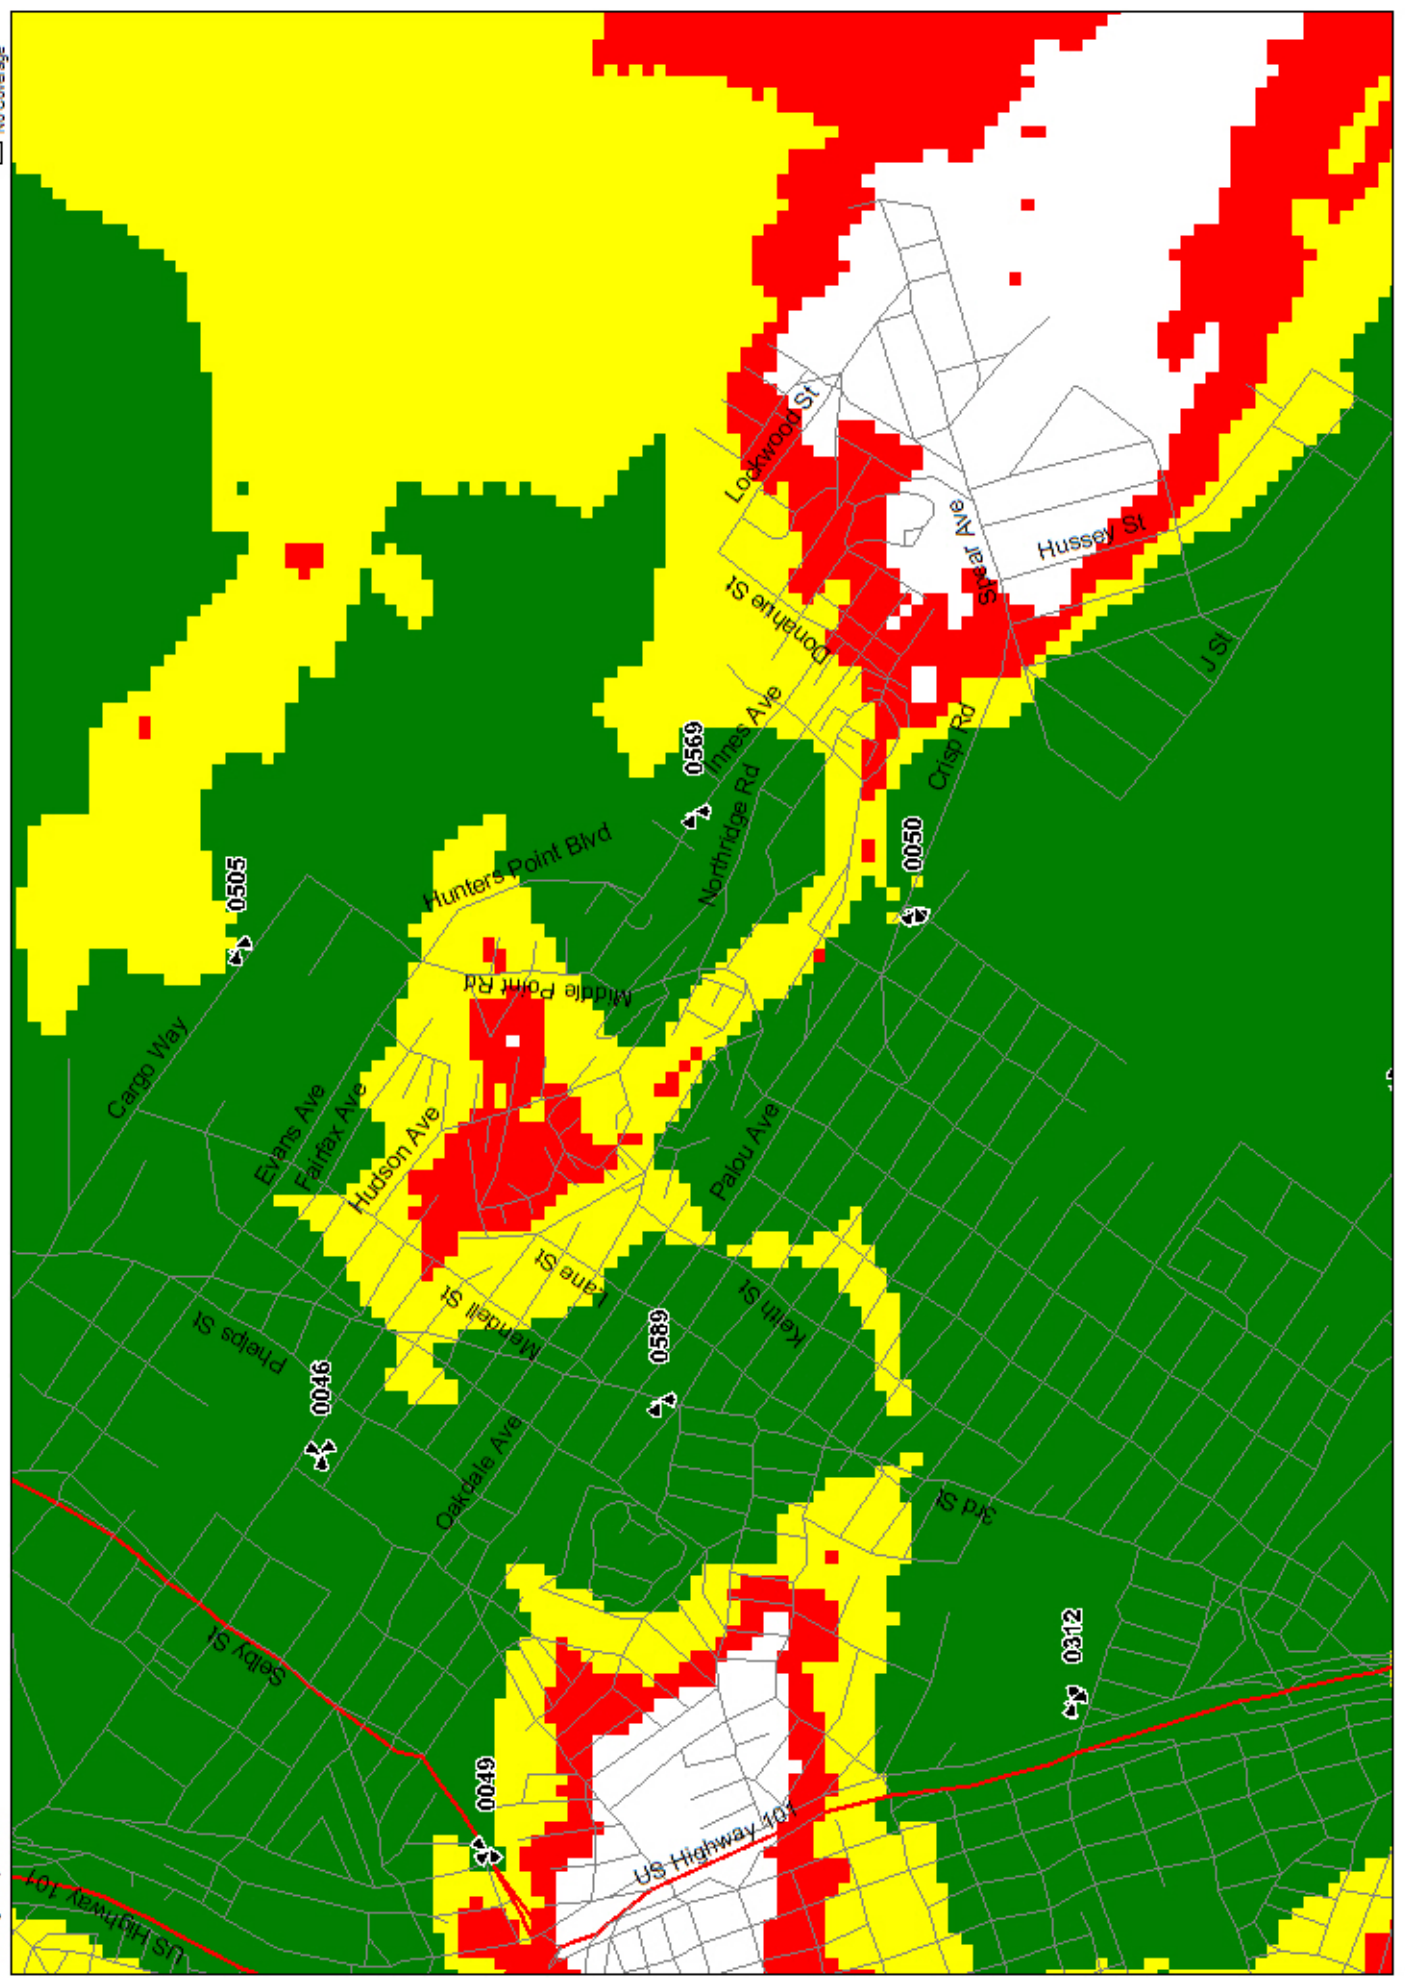 No Coverage
0505
0569
Hunters Point Blvd
Innes Ave
Northridge Rd
Lockwood St
Donahue St
Spear Ave
Hussey St
J St
Crisp Rd
0050
Cargo Way
Middle Point Rd
Evans Ave
Fairfax Ave
Hudson Ave
Palou Ave
Lane St
Mendell St
Keith St
Phelps St
0046
0589
Oakdale Ave
3rd St
Selby St
0312
0049
US Highway 101
US Highway 101